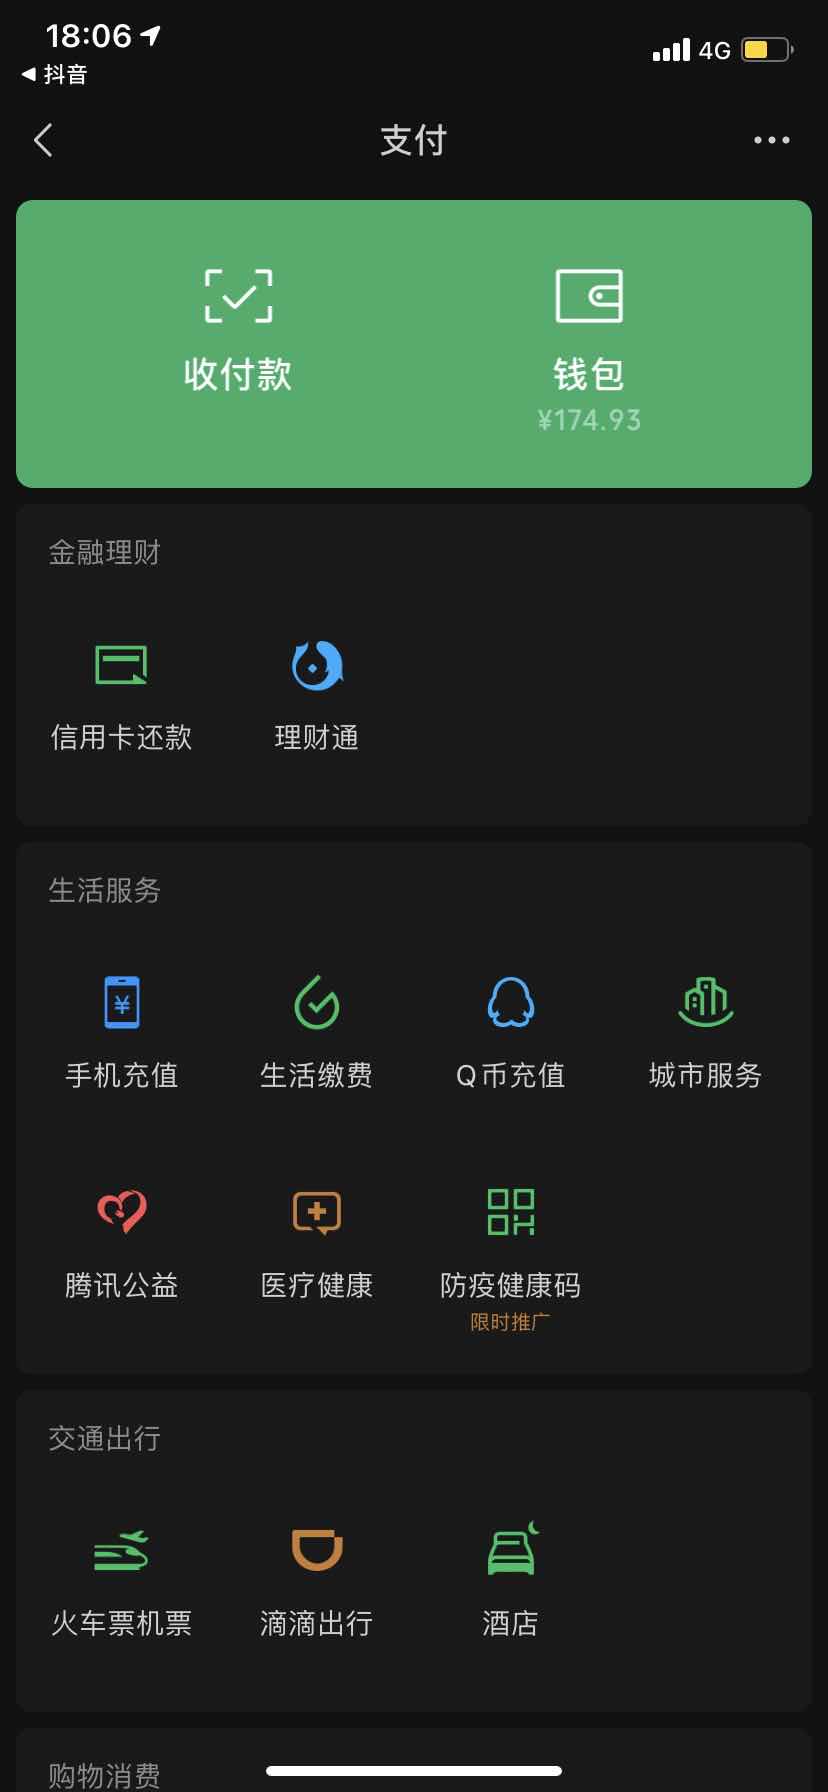 18:06
4G
抖音
支付
收付款
钱包
¥174.93
金融理财
信用卡还款
理财通
生活服务
手机充值
生活缴费
Q币充值
城市服务
腾讯公益
医疗健康
防疫健康码
限时推广
交通出行
火车票机票
滴滴出行
酒店
购物消费